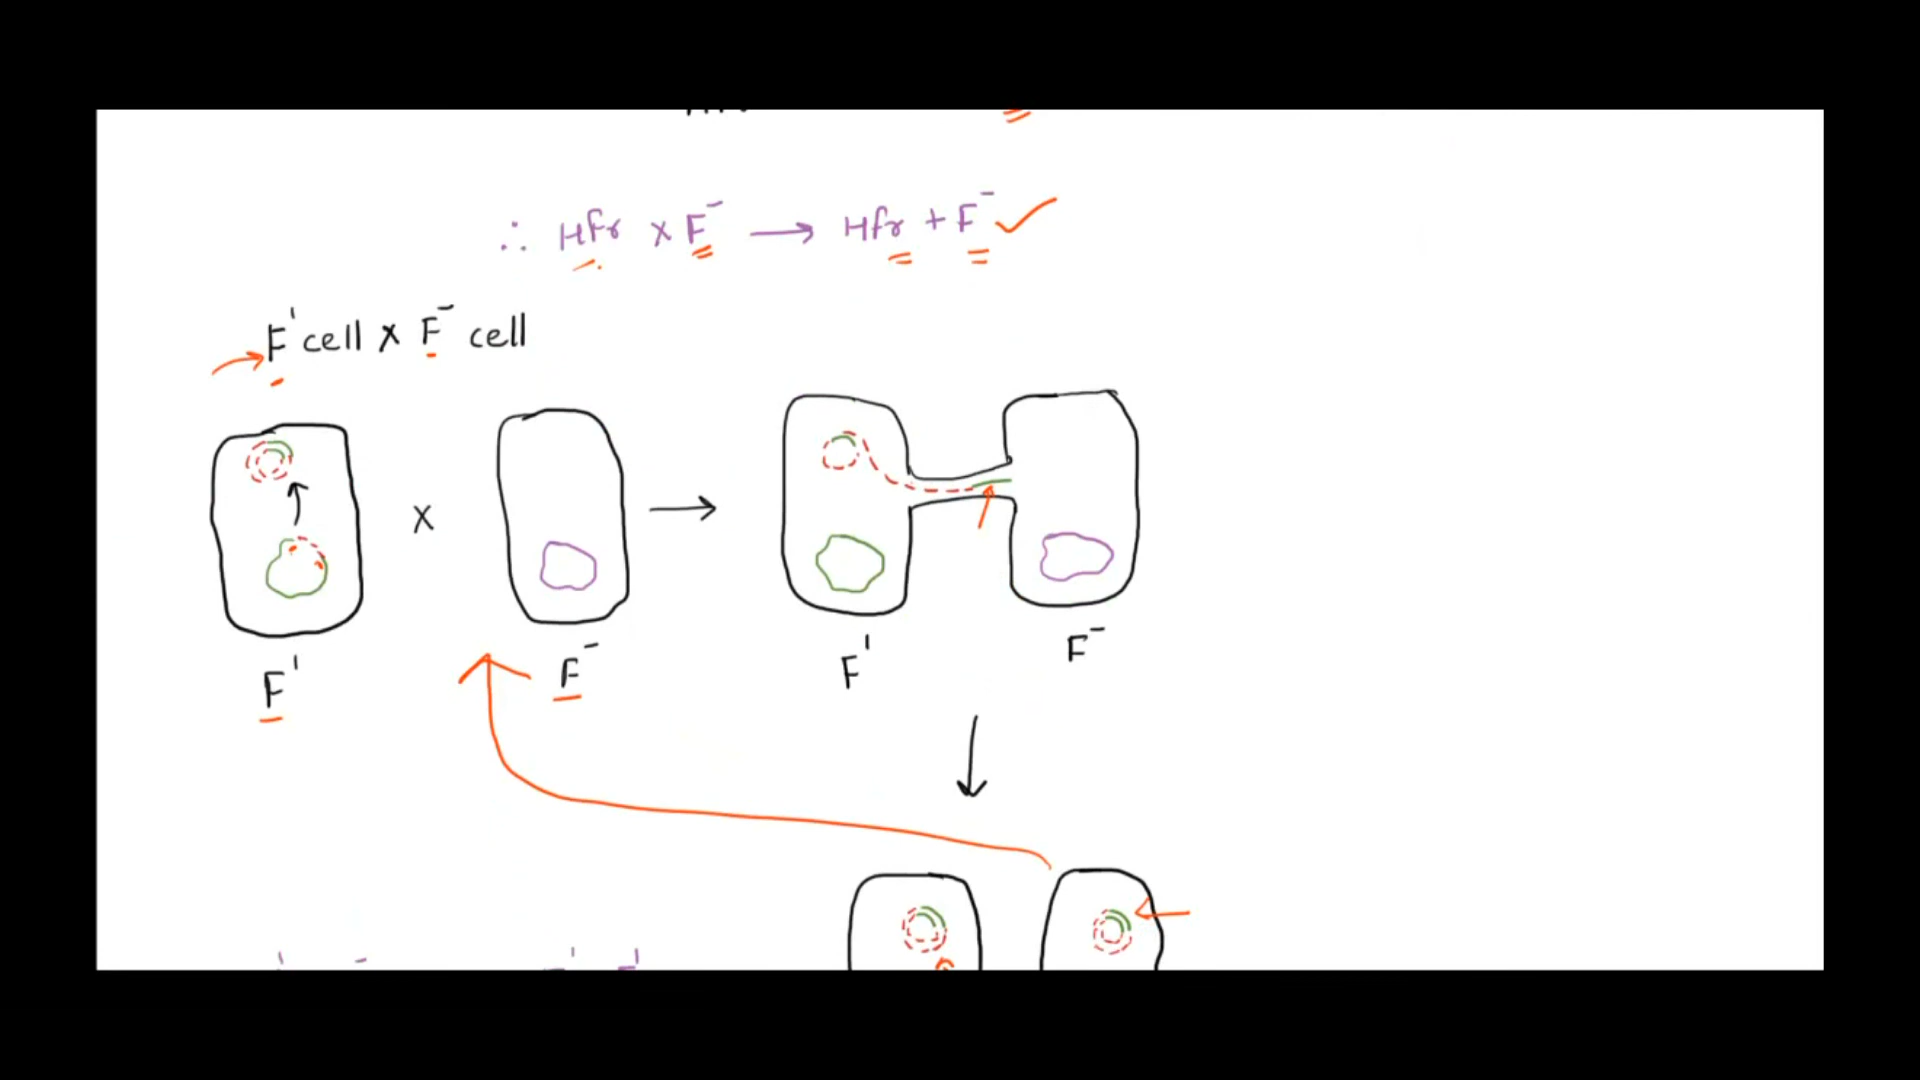 ∴ Hfr x F⁻ → Hfr + F⁻ ✓
F' cell x F⁻ cell
x →
F' F⁻ F' F⁻